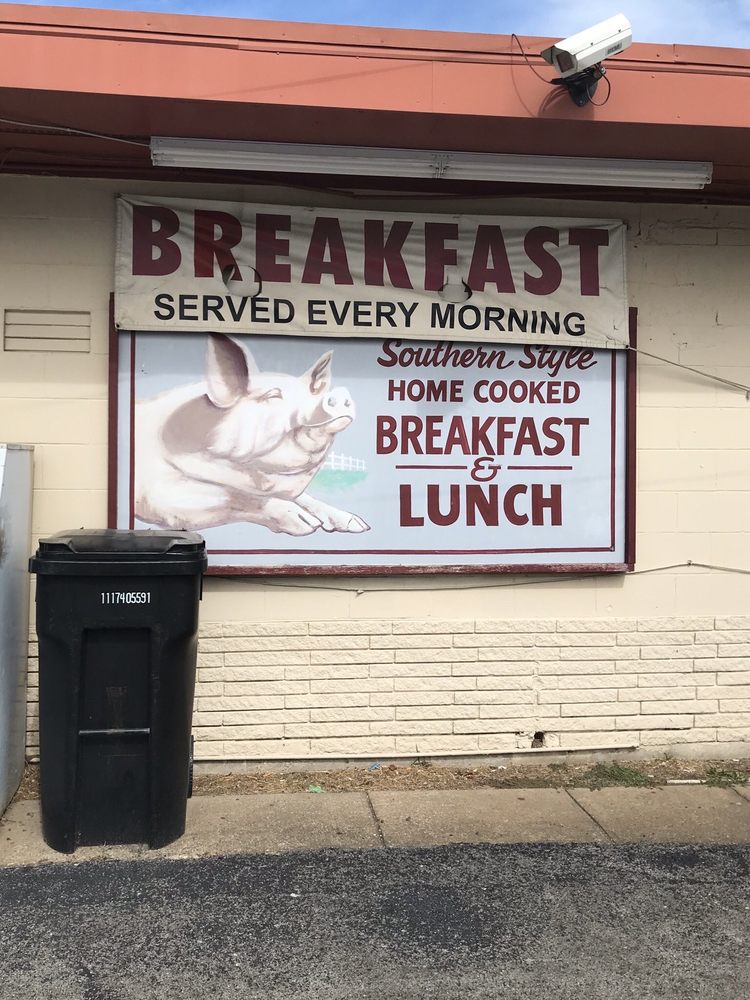 BREAKFAST
SERVED EVERY MORNING
Southern Style
HOME COOKED
BREAKFAST
&
LUNCH
1117405591